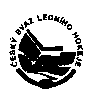 ČESKÝ SVAZ LEDNÍHO HOKEJE